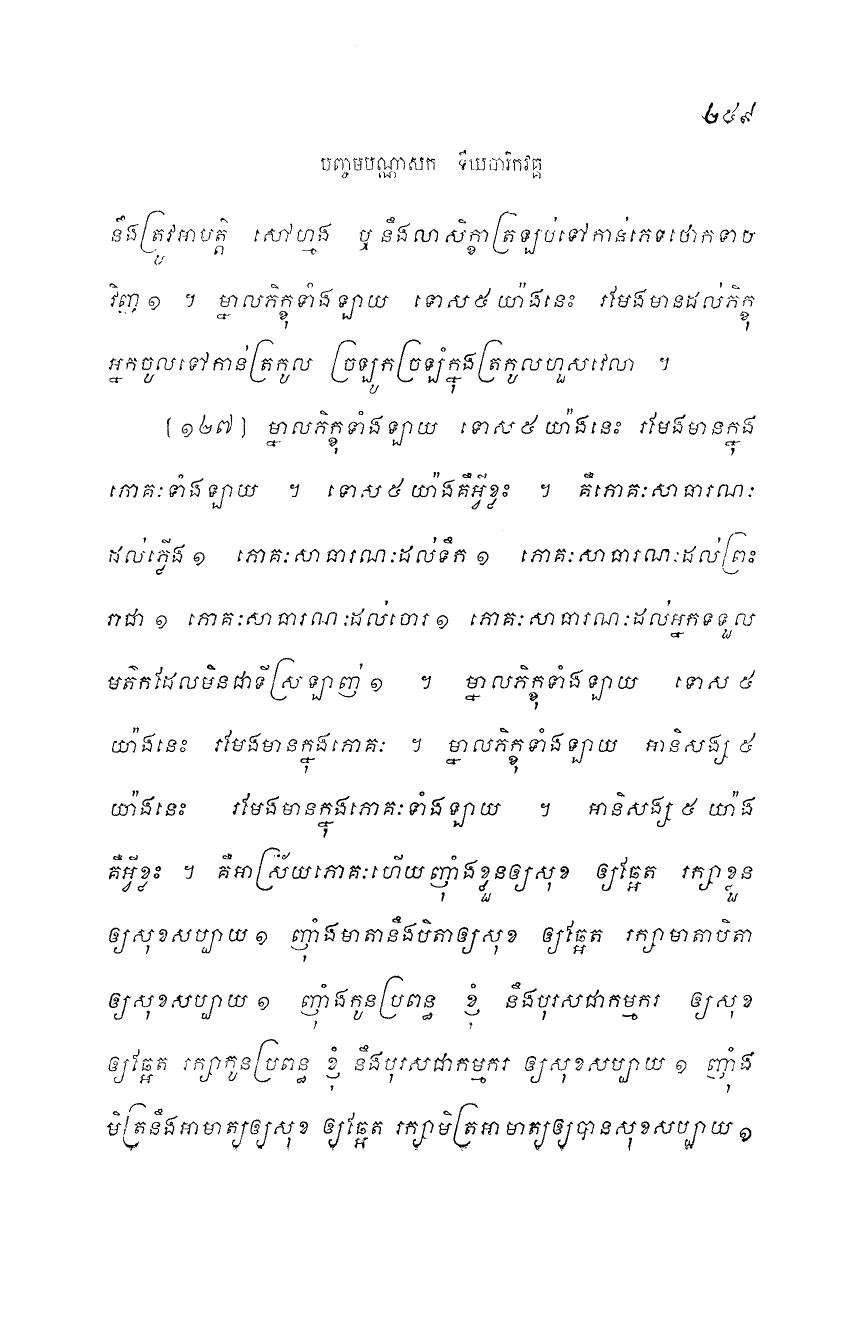 ២៥៩
បញ្ចមបណ្ណាសក ទីឃចារិកវគ្គ
នឹងត្រូវអាបត្តិ សៅហ្មង ឬ នឹងលាសិក្ខាត្រឡប់ទៅកាន់ភេទថោកទាប
វិញ ១ ។ ម្នាលភិក្ខុទាំងឡាយ ទោស ៥ យ៉ាងនេះ រមែងមានដល់ភិក្ខុ
អ្នកចូលទៅកាន់ត្រកូល ច្រឡូកច្រឡំក្នុងត្រកូលហួសវេលា ។
[១២៧] ម្នាលភិក្ខុទាំងឡាយ ទោស ៥ យ៉ាងនេះ រមែងមានក្នុង
ភោគៈទាំងឡាយ ។ ទោស ៥ យ៉ាងគឺអ្វីខ្លះ ។ គឺភោគៈសាធារណៈ
ដល់ភ្លើង ១ ភោគៈសាធារណៈដល់ទឹក ១ ភោគៈសាធារណៈដល់ព្រះ
រាជា ១ ភោគៈសាធារណៈដល់ចោរ ១ ភោគៈសាធារណៈដល់អ្នកទទួល
មត៌កដែលមិនជាទីស្រឡាញ់ ១ ។ ម្នាលភិក្ខុទាំងឡាយ ទោស ៥
យ៉ាងនេះ រមែងមានក្នុងភោគៈ ។ ម្នាលភិក្ខុទាំងឡាយ អានិសង្ស ៥
យ៉ាងនេះ រមែងមានក្នុងភោគៈទាំងឡាយ ។ អានិសង្ស ៥ យ៉ាង
គឺអ្វីខ្លះ ។ គឺអាស្រ័យភោគៈហើយញ៉ាំងខ្លួនឲ្យសុខ ឲ្យឆ្អែត រក្សាខ្លួន
ឲ្យសុខសប្បាយ ១ ញ៉ាំងមាតានឹងបិតាឲ្យសុខ ឲ្យឆ្អែត រក្សាមាតាបិតា
ឲ្យសុខសប្បាយ ១ ញ៉ាំងកូនប្រពន្ធ ខ្ញុំ នឹងបុរសជាកម្មករ ឲ្យសុខ
ឲ្យឆ្អែត រក្សាកូនប្រពន្ធ ខ្ញុំ នឹងបុរសជាកម្មករ ឲ្យសុខសប្បាយ ១ ញ៉ាំង
មិត្រនឹងអាមាត្យឲ្យសុខ ឲ្យឆ្អែត រក្សាមិត្រអាមាត្យឲ្យបានសុខសប្បាយ ១